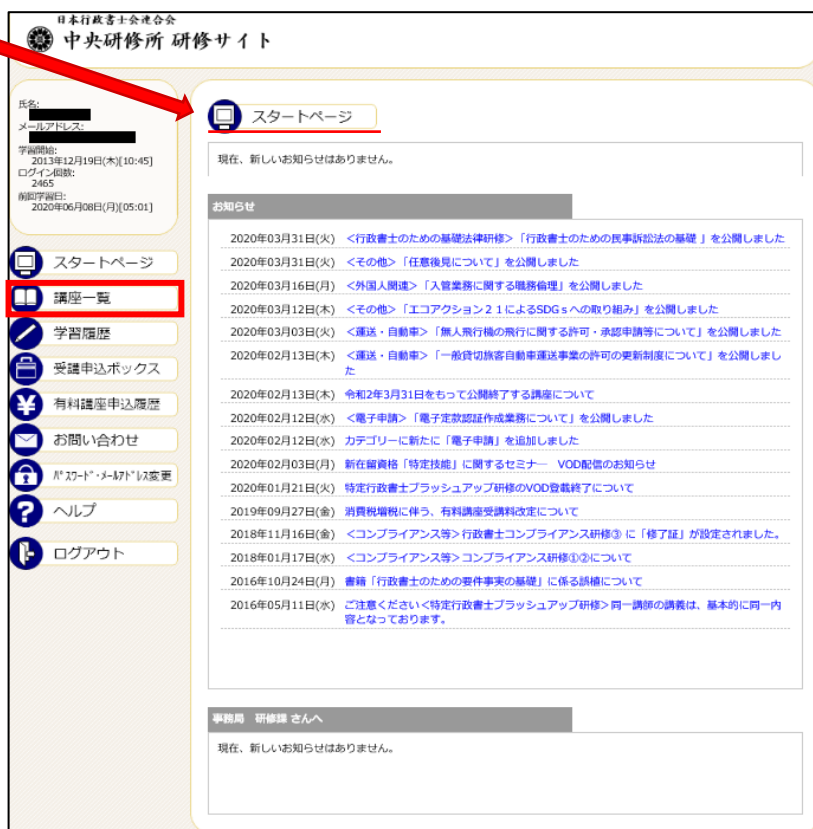 日本行政書士会連合会
中央研修所 研修サイト
氏名:
メールアドレス:
学習開始:
2013年12月19日(木)[10:45]
ログイン回数:
2465
前回学習日:
2020年06月08日(月)[05:01]
スタートページ
講座一覧
学習履歴
受講申込ボックス
有料講座申込履歴
お問い合わせ
ﾊﾟｽﾜｰﾄﾞ･ﾒｰﾙｱﾄﾞﾚｽ変更
ヘルプ
ログアウト
スタートページ
現在、新しいお知らせはありません。
お知らせ
2020年03月31日(火) <行政書士のための基礎法律研修>「行政書士のための民事訴訟法の基礎 」を公開しました
2020年03月31日(火) <その他>「任意後見について」を公開しました
2020年03月16日(月) <外国人関連>「入管業務に関する職務倫理」を公開しました
2020年03月12日(木) <その他>「エコアクション２１によるSDGｓへの取り組み」を公開しました
2020年03月03日(火) <運送・自動車>「無人飛行機の飛行に関する許可・承認申請等について」を公開しました
2020年02月13日(木) <運送・自動車>「一般貸切旅客自動車運送事業の許可の更新制度について」を公開しまし
た
2020年02月13日(木) 令和2年3月31日をもって公開終了する講座について
2020年02月12日(水) <電子申請>「電子定款認証作成業務について」を公開しました
2020年02月12日(水) カテゴリーに新たに「電子申請」を追加しました
2020年02月03日(月) 新在留資格「特定技能」に関するセミナー　VOD配信のお知らせ
2020年01月21日(火) 特定行政書士ブラッシュアップ研修のVOD登載終了について
2019年09月27日(金) 消費税増税に伴う、有料講座受講料改定について
2018年11月16日(金) <コンプライアンス等>行政書士コンプライアンス研修③ に「修了証」が設定されました。
2018年01月17日(水) <コンプライアンス等>コンプライアンス研修①②について
2016年10月24日(月) 書籍「行政書士のための要件事実の基礎」に係る誤植について
2016年05月11日(水) ご注意ください<特定行政書士ブラッシュアップ研修>同一講師の講義は、基本的に同一内
容となっております。
事務局　研修課 さんへ
現在、新しいお知らせはありません。